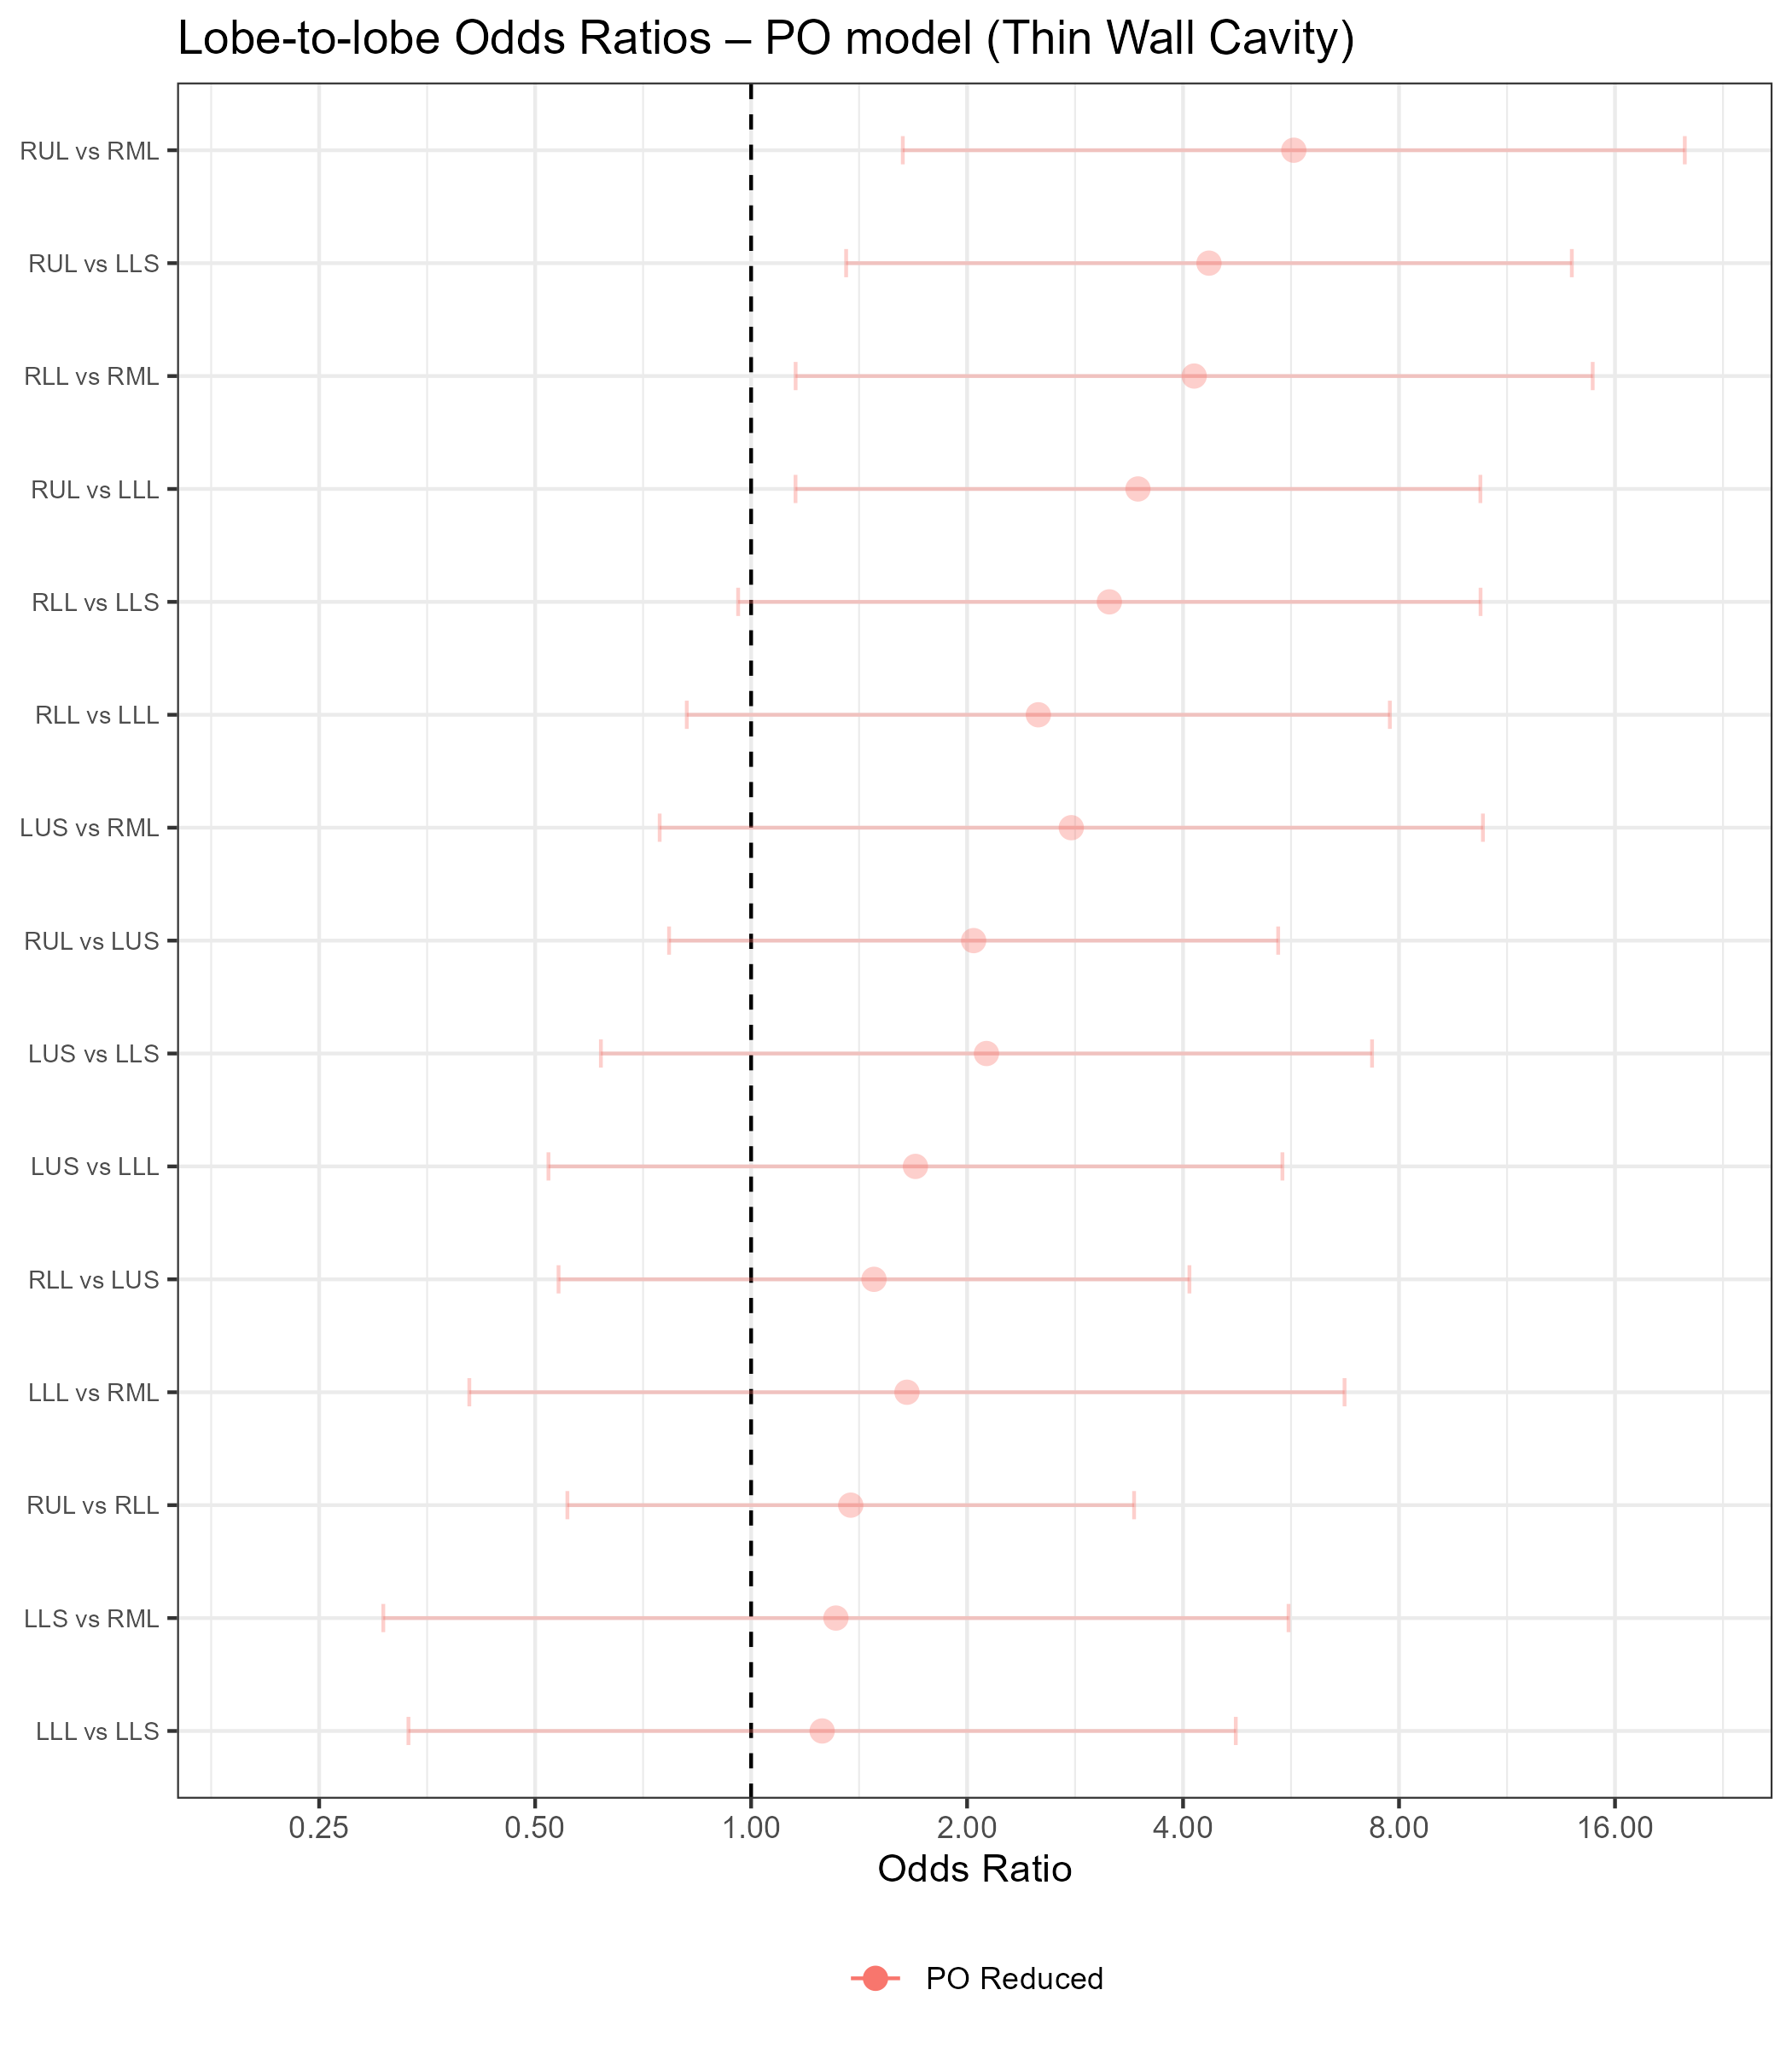 Lobe-to-lobe Odds Ratios – PO model (Thin Wall Cavity)
RUL vs RML
RUL vs LLS
RLL vs RML
RUL vs LLL
RLL vs LLS
RLL vs LLL
LUS vs RML
RUL vs LUS
LUS vs LLS
LUS vs LLL
RLL vs LUS
LLL vs RML
RUL vs RLL
LLS vs RML
LLL vs LLS
0.25 0.50 1.00 2.00 4.00 8.00 16.00
Odds Ratio
PO Reduced